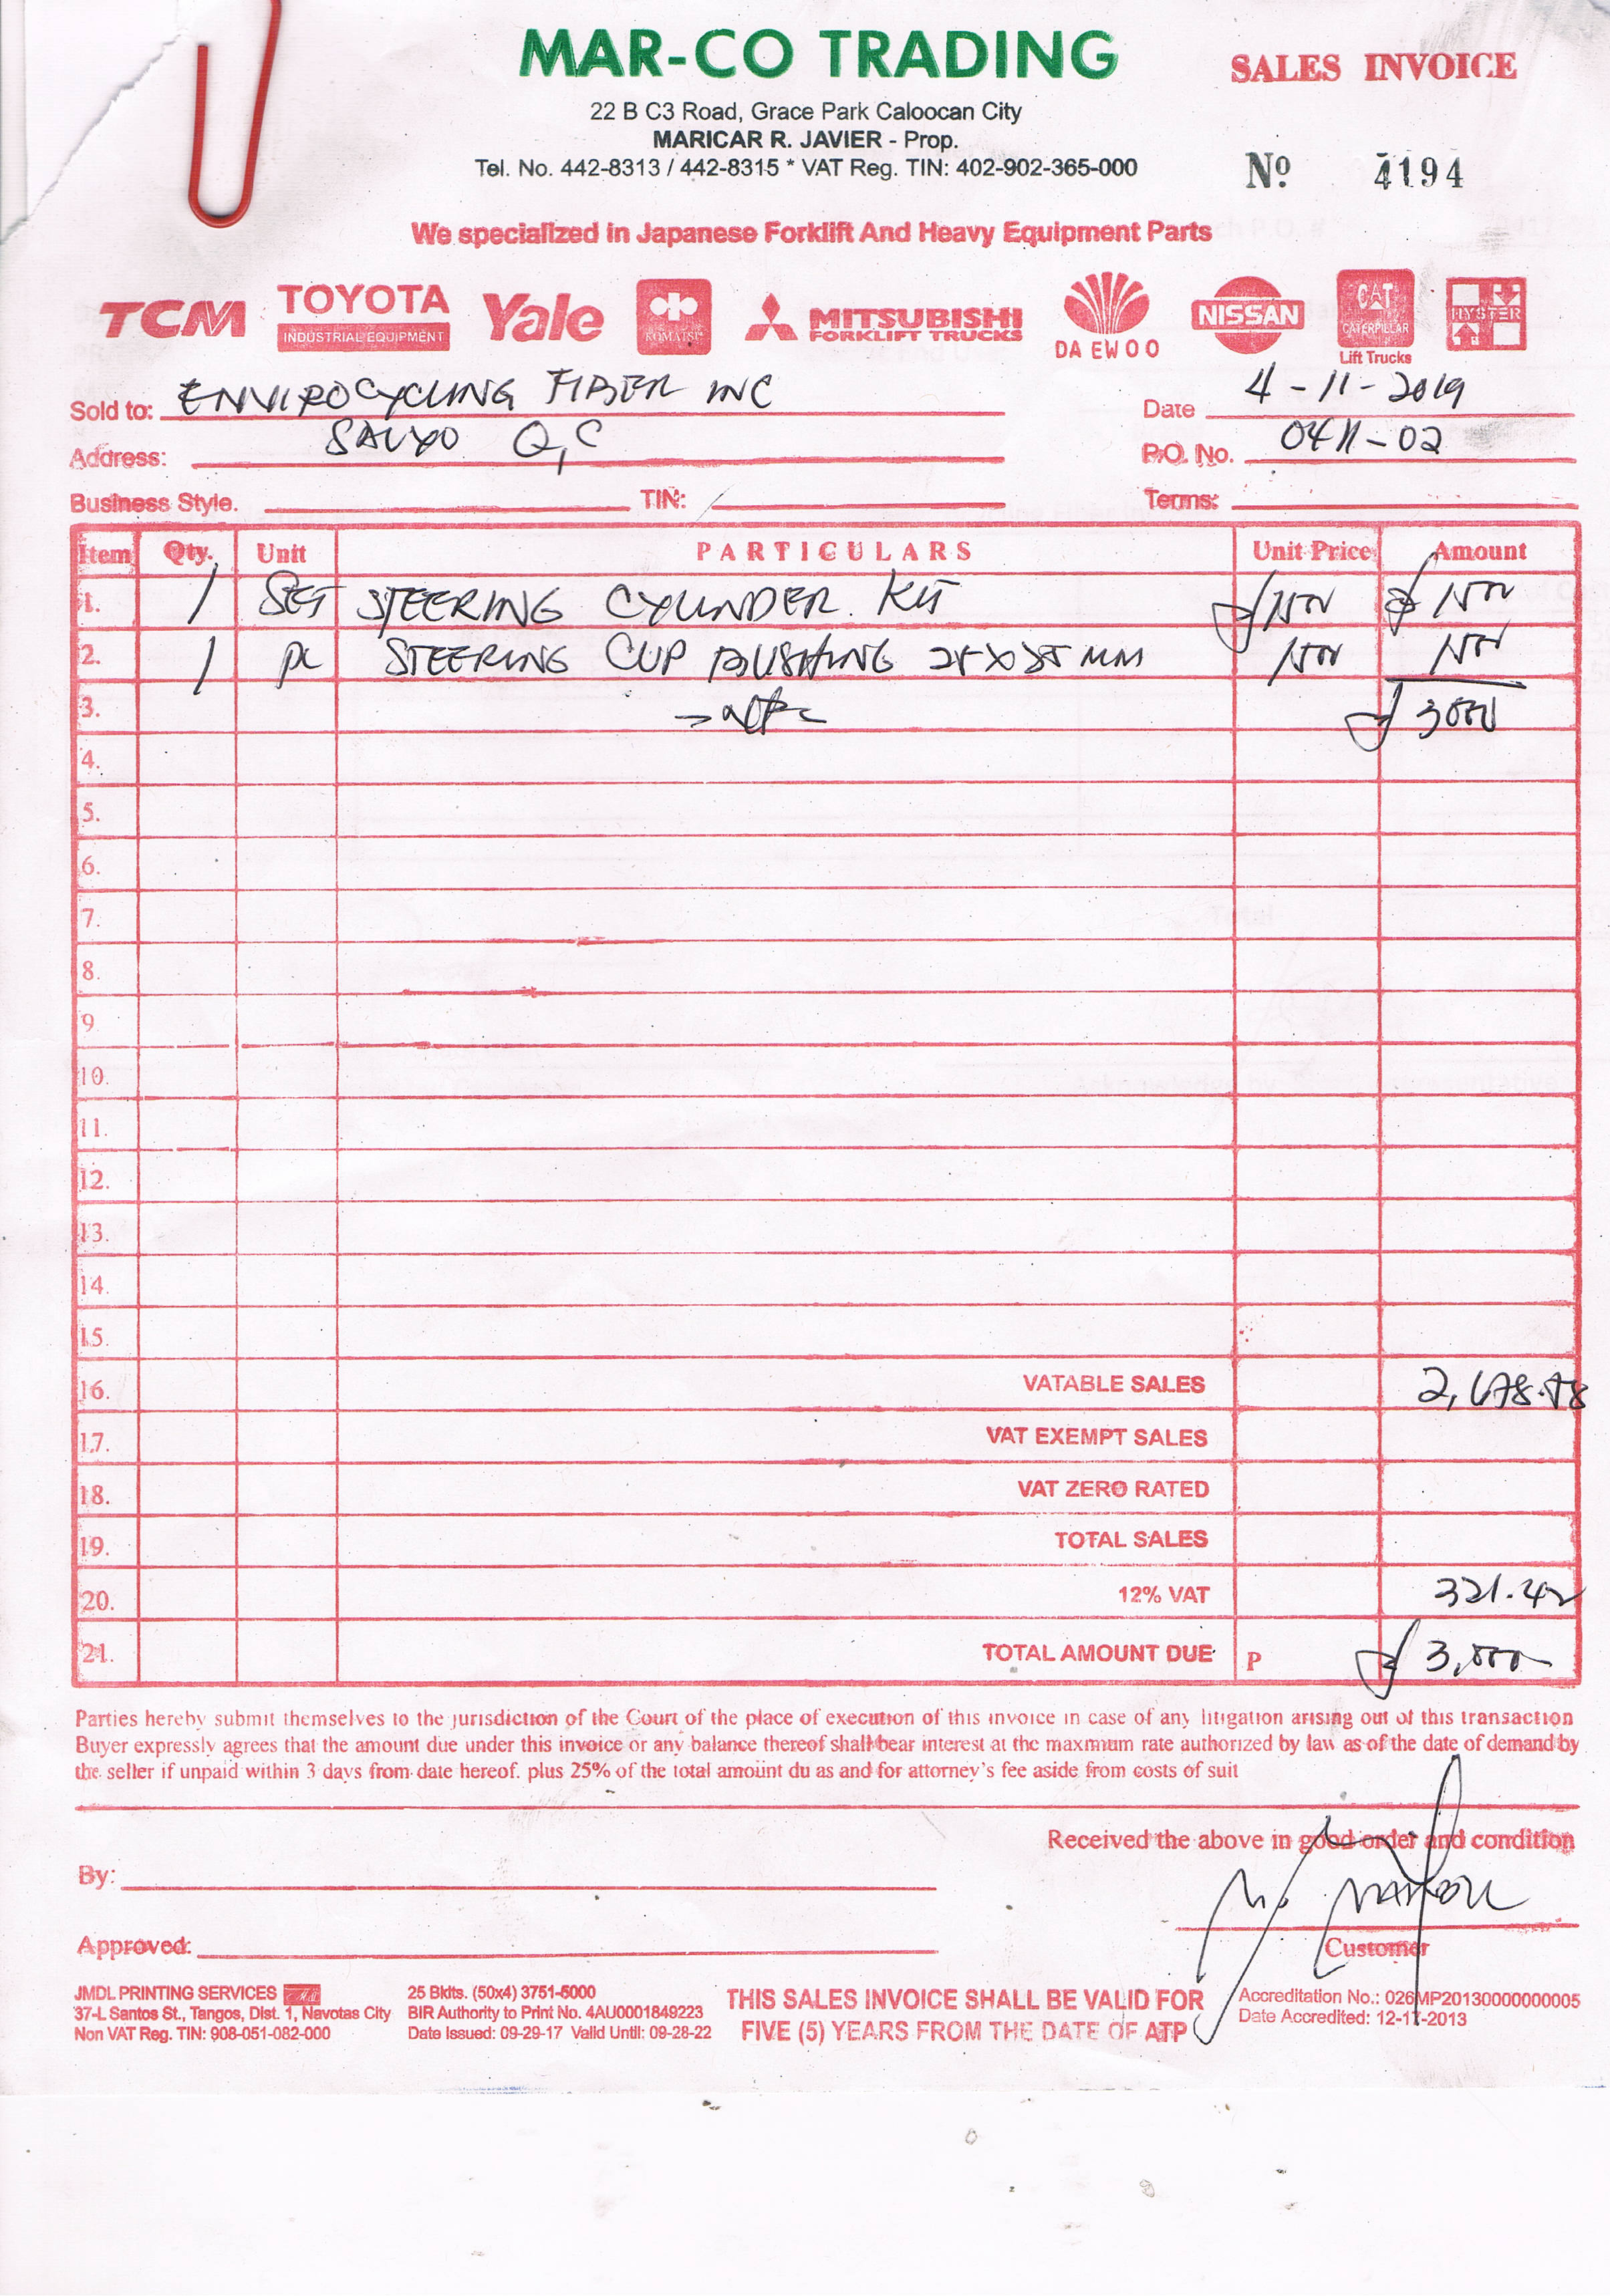 MAR-CO TRADING
SALES INVOICE
22 B C3 Road, Grace Park Caloocan City
MARICAR R. JAVIER - Prop.
Tel. No. 442-8313 / 442-8315 * VAT Reg. TIN: 402-902-365-000
Nº 4194
We specialized in Japanese Forklift And Heavy Equipment Parts
TCM TOYOTA INDUSTRIAL EQUIPMENT Yale KOMATSU MITSUBISHI FORKLIFT TRUCKS DAEWOO NISSAN CAT CATERPILLAR Lift Trucks HYSTER
Sold to: ENVIROCYCLING FIBER INC Date 4-11-2019
Address: SAUYO Q,C P.O. No. 0411-02
Business Style. TIN: Terms:
Item Qty. Unit PARTICULARS Unit Price Amount
1. 1 SET STEERING CYLINDER KIT 1500 1500
2. 1 pc STEERING CUP BUSHING MM 1500 1500
3. 3000
4.
5.
6.
7.
8.
9
10.
11.
12.
13.
14.
15.
16. VATABLE SALES 2,678.58
17. VAT EXEMPT SALES
18. VAT ZERO RATED
19. TOTAL SALES
20. 12% VAT 321.42
21. TOTAL AMOUNT DUE P 3,000
Parties hereby submit themselves to the jurisdiction of the Court of the place of execution of this invoice in case of any litigation arising out of this transaction
Buyer expressly agrees that the amount due under this invoice or any balance thereof shall bear interest at the maximum rate authorized by law as of the date of demand by
the seller if unpaid within 3 days from date hereof. plus 25% of the total amount du as and for attorney's fee aside from costs of suit
Received the above in good order and condition
By:
Approved:
Customer
JMDL PRINTING SERVICES
37-L Santos St., Tangos, Dist. 1, Navotas City
Non VAT Reg. TIN: 908-051-082-000
25 Bklts. (50x4) 3751-5000
BIR Authority to Print No. 4AU0001849223
Date Issued: 09-29-17 Valid Until: 09-28-22
THIS SALES INVOICE SHALL BE VALID FOR
FIVE (5) YEARS FROM THE DATE OF ATP
Accreditation No.: 026MP20130000000005
Date Accredited: 12-17-2013